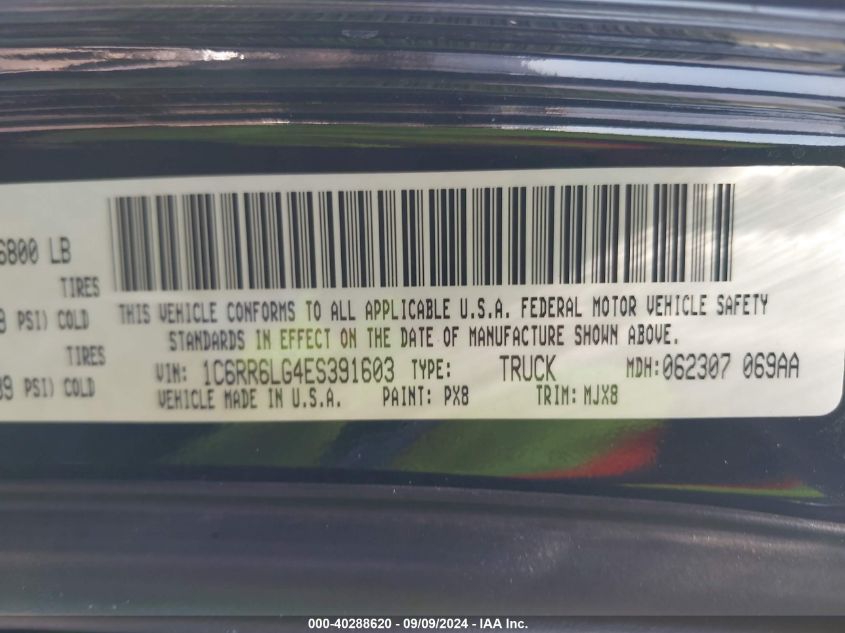 6800 LB
TIRES
PSI) COLD
TIRES
39 PSI) COLD
THIS VEHICLE CONFORMS TO ALL APPLICABLE U.S.A. FEDERAL MOTOR VEHICLE SAFETY
STANDARDS IN EFFECT ON THE DATE OF MANUFACTURE SHOWN ABOVE.
VIN: 1C6RR6LG4ES391603 TYPE: TRUCK MDH: 062307 069AA
VEHICLE MADE IN U.S.A. PAINT: PX8 TRIM: MJX8
000-40288620 - 09/09/2024 - IAA Inc.